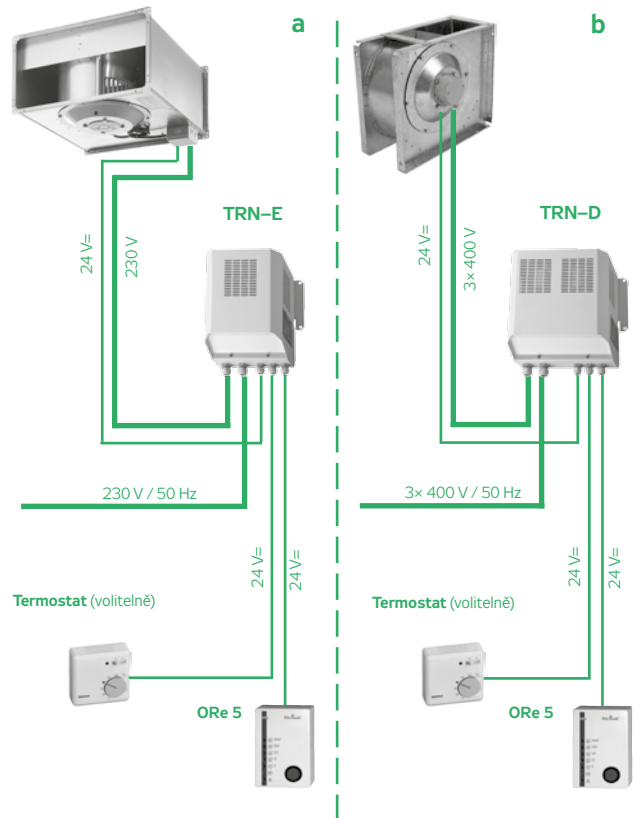 a
TRN–E
24 V=
230 V
230 V / 50 Hz
24 V=
24 V=
Termostat (volitelně)
ORe 5
b
TRN–D
24 V=
3× 400 V
3× 400 V / 50 Hz
24 V=
24 V=
Termostat (volitelně)
ORe 5